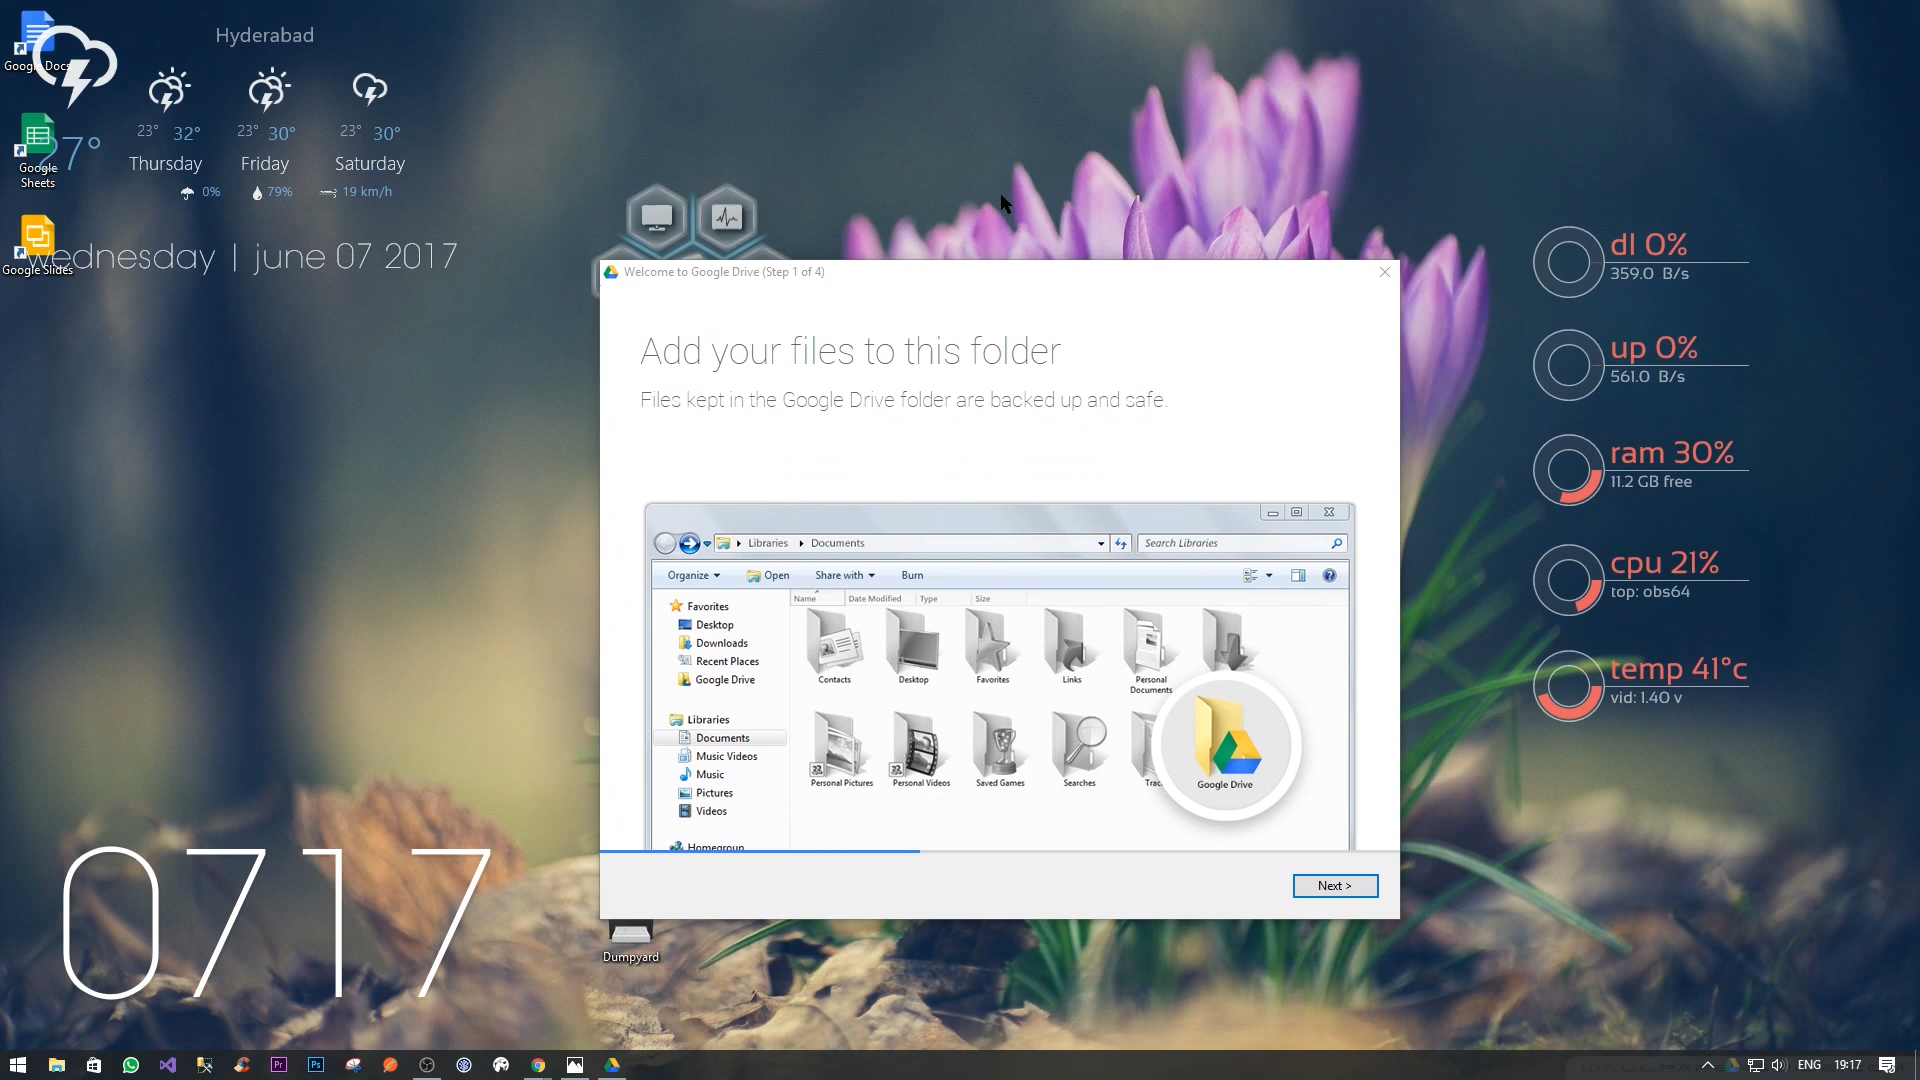 Google Docs
Hyderabad
23° 32° 23° 30° 23° 30°
27°
Thursday Friday Saturday
0% 79% 19 km/h
Google
Sheets
wednesday | june 07 2017
Google Slides
Welcome to Google Drive (Step 1 of 4)
Add your files to this folder
Files kept in the Google Drive folder are backed up and safe.
Libraries Documents
Search Libraries
Organize Open Share with Burn
Name Date Modified Type Size
Favorites
Desktop
Downloads
Recent Places
Google Drive
Libraries
Documents
Music Videos
Music
Pictures
Videos
Homegroup
Contacts Desktop Favorites Links Personal
Documents
Personal Pictures Personal Videos Saved Games Searches Trac
Google Drive
Next >
dl 0%
359.0 B/s
up 0%
561.0 B/s
ram 30%
11.2 GB free
cpu 21%
top: obs64
temp 41°c
vid: 1.40 v
0717
Dumpyard
Pr Ps
ENG 19:17